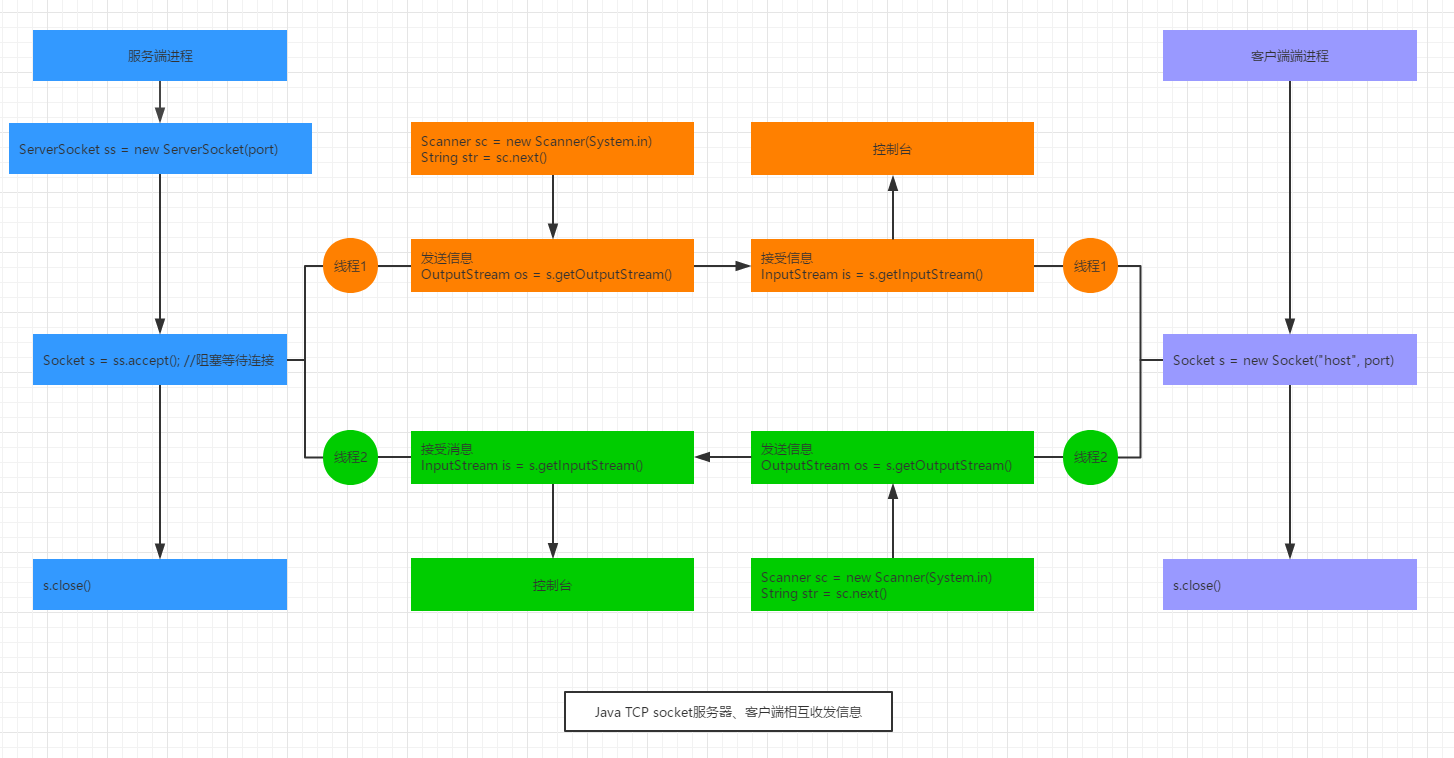 服务端进程
客户端端进程
ServerSocket ss = new ServerSocket(port)
Scanner sc = new Scanner(System.in)
String str = sc.next()
控制台
线程1
发送信息
OutputStream os = s.getOutputStream()
接受信息
InputStream is = s.getInputStream()
线程1
Socket s = ss.accept(); //阻塞等待连接
Socket s = new Socket("host", port)
线程2
接受消息
InputStream is = s.getInputStream()
发送信息
OutputStream os = s.getOutputStream()
线程2
s.close()
控制台
Scanner sc = new Scanner(System.in)
String str = sc.next()
s.close()
Java TCP socket服务器、客户端相互收发信息